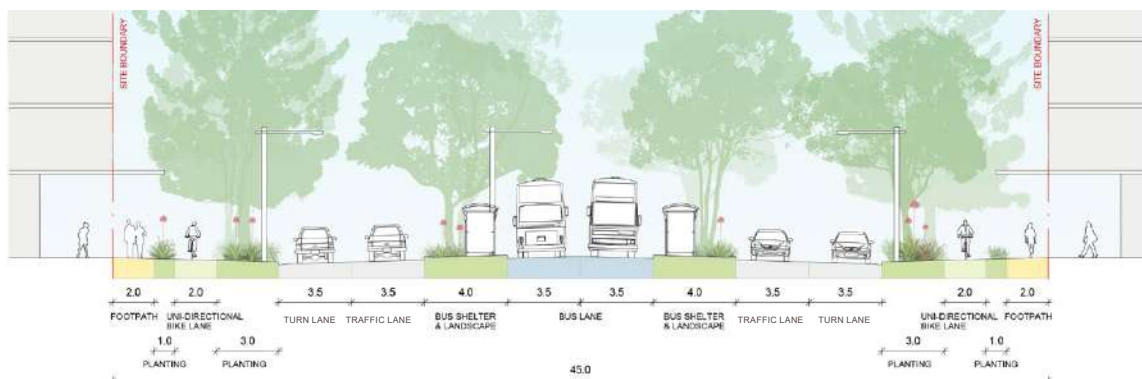 SITE BOUNDARY
SITE BOUNDARY
2.0 2.0 3.5 3.5 4.0 3.5 3.5 4.0 3.5 3.5 2.0 2.0
FOOTPATH UNI-DIRECTIONAL TURN LANE TRAFFIC LANE BUS SHELTER BUS LANE BUS SHELTER TRAFFIC LANE TURN LANE UNI-DIRECTIONAL FOOTPATH
BIKE LANE & LANDSCAPE & LANDSCAPE BIKE LANE
1.0 3.0 3.0 1.0
PLANTING PLANTING PLANTING PLANTING
45.0